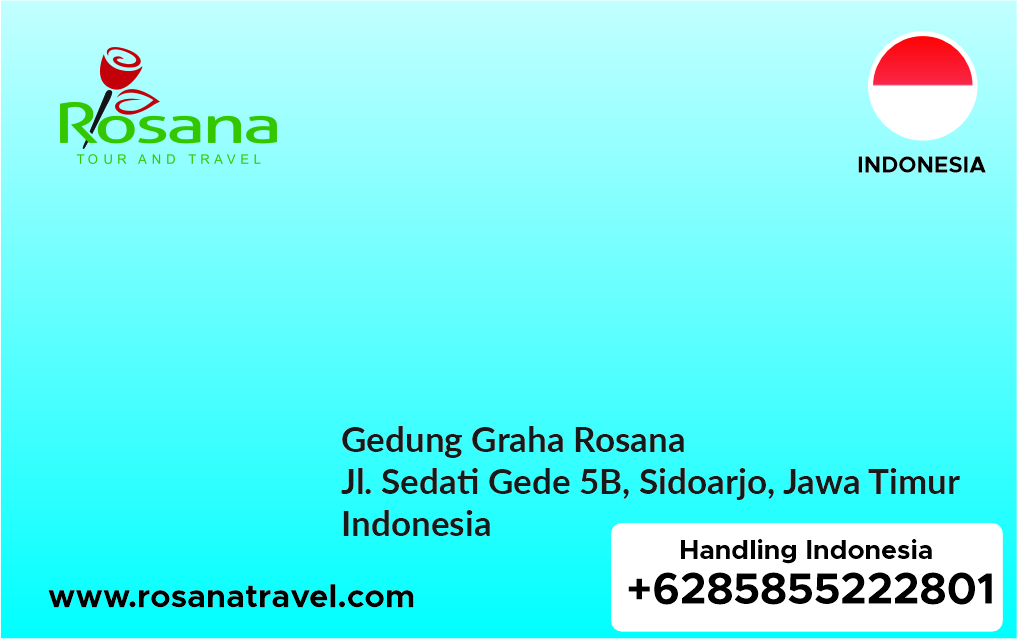 Rosana
TOUR AND TRAVEL
INDONESIA
Gedung Graha Rosana
Jl. Sedati Gede 5B, Sidoarjo, Jawa Timur
Indonesia
Handling Indonesia
+6285855222801
www.rosanatravel.com